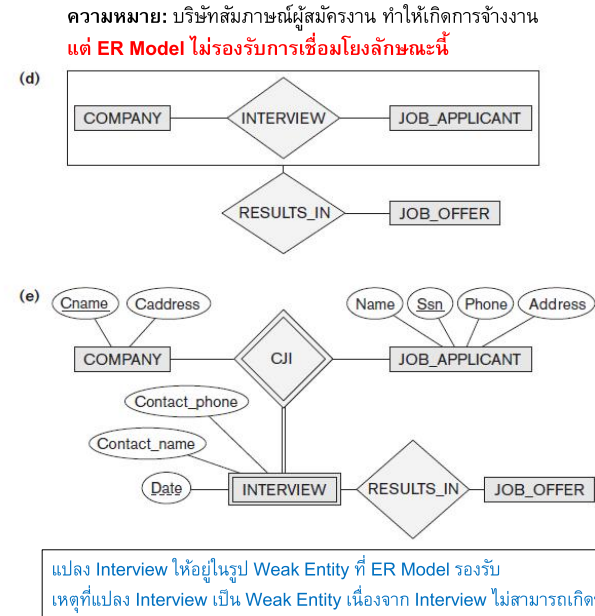 ความหมาย: บริษัทสัมภาษณ์ผู้สมัครงาน ทำให้เกิดการจ้างงาน
แต่ ER Model ไม่รองรับการเชื่อมโยงลักษณะนี้
(d)
COMPANY INTERVIEW JOB_APPLICANT
RESULTS_IN JOB_OFFER
(e)
Cname Caddress Name Ssn Phone Address
COMPANY CJI JOB_APPLICANT
Contact_phone
Contact_name
Date INTERVIEW RESULTS_IN JOB_OFFER
แปลง Interview ให้อยู่ในรูป Weak Entity ที่ ER Model รองรับ
เหตุที่แปลง Interview เป็น Weak Entity เนื่องจาก Interview ไม่สามารถเกิด